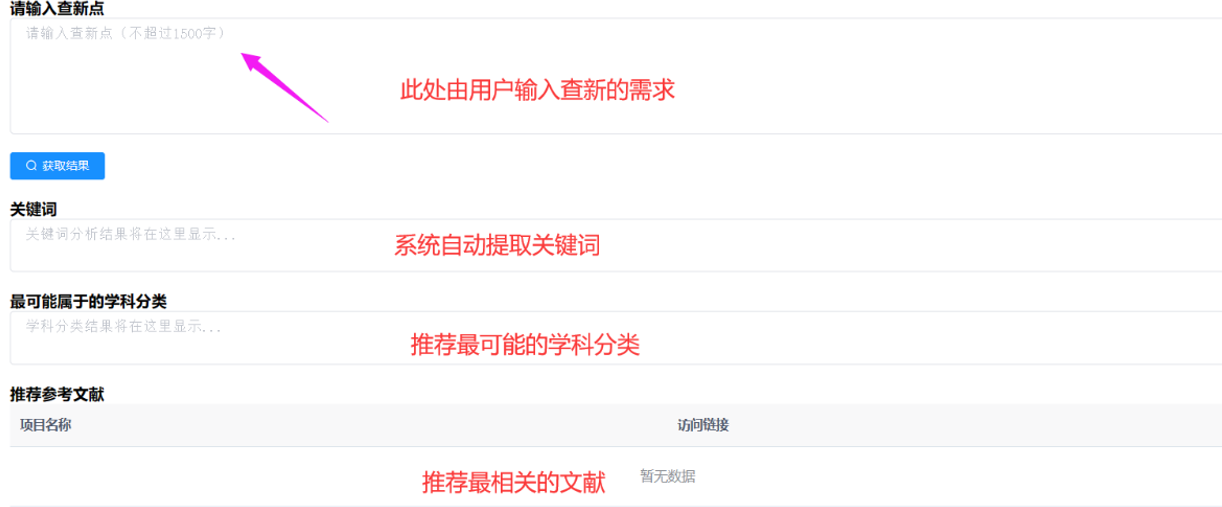 请输入查新点
请输入查新点（不超过1500字）
此处由用户输入查新的需求
获取结果
关键词
关键词分析结果将在这里显示...
系统自动提取关键词
最可能属于的学科分类
学科分类结果将在这里显示...
推荐最可能的学科分类
推荐参考文献
项目名称 访问链接
推荐最相关的文献 暂无数据